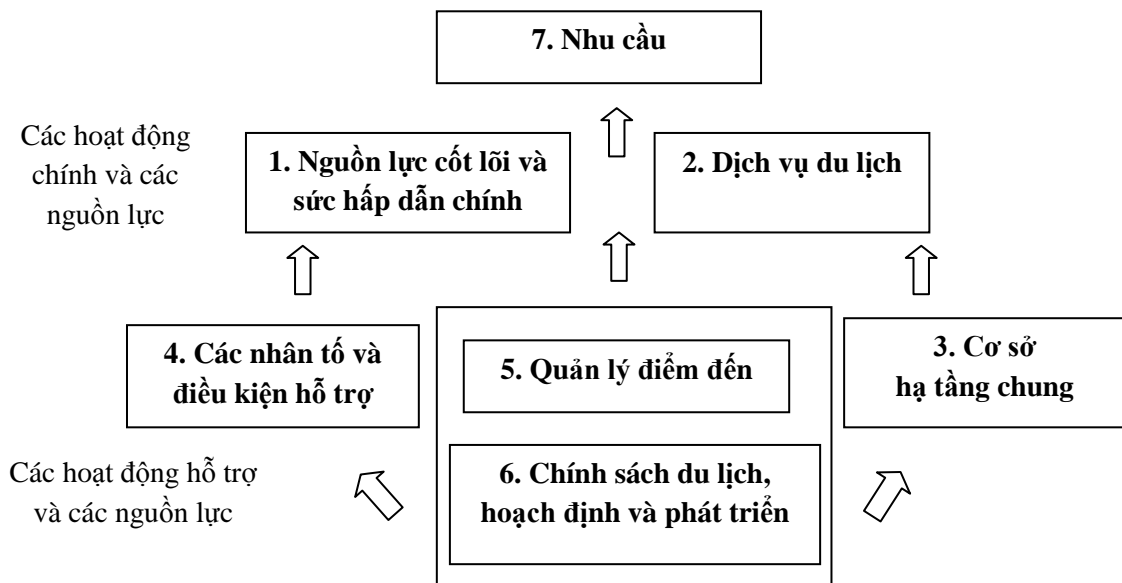 7. Nhu cầu
Các hoạt động
chính và các
nguồn lực
1. Nguồn lực cốt lõi và
sức hấp dẫn chính
2. Dịch vụ du lịch
4. Các nhân tố và
điều kiện hỗ trợ
5. Quản lý điểm đến
3. Cơ sở
hạ tầng chung
Các hoạt động hỗ trợ
và các nguồn lực
6. Chính sách du lịch,
hoạch định và phát triển